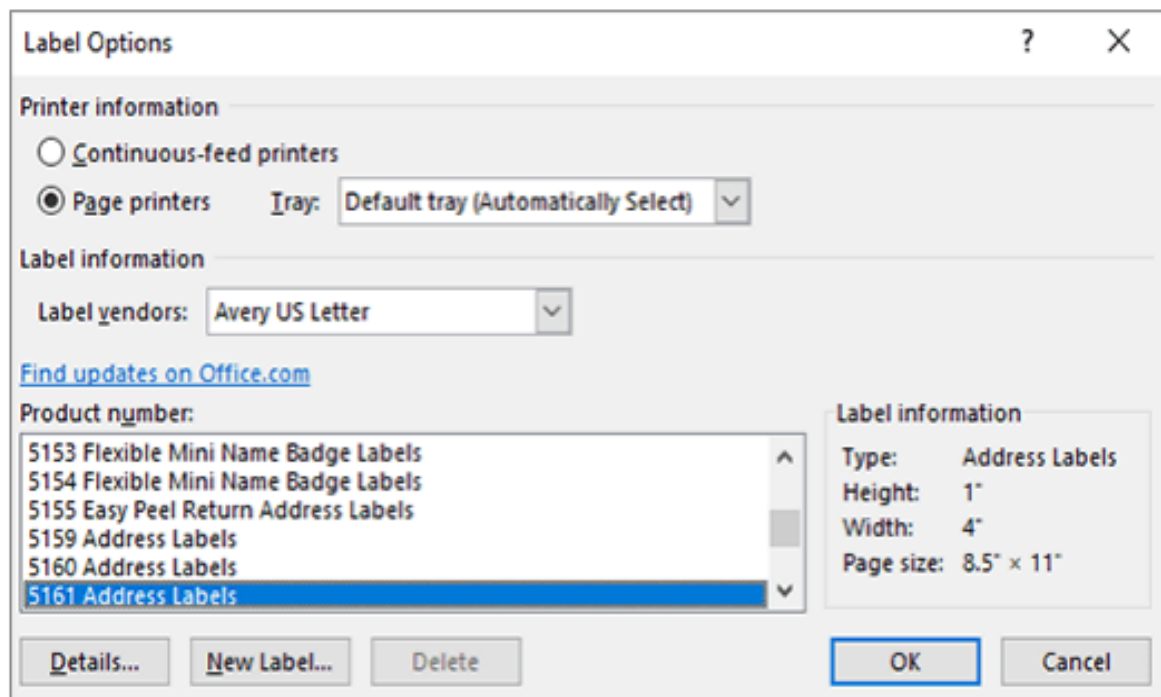 Label Options ? ×
Printer information
Continuous-feed printers
Page printers Tray: Default tray (Automatically Select)
Label information
Label vendors: Avery US Letter
Find updates on Office.com
Product number:
5153 Flexible Mini Name Badge Labels
5154 Flexible Mini Name Badge Labels
5155 Easy Peel Return Address Labels
5159 Address Labels
5160 Address Labels
5161 Address Labels
Label information
Type: Address Labels
Height: 1"
Width: 4"
Page size: 8.5" × 11"
Details... New Label... Delete OK Cancel